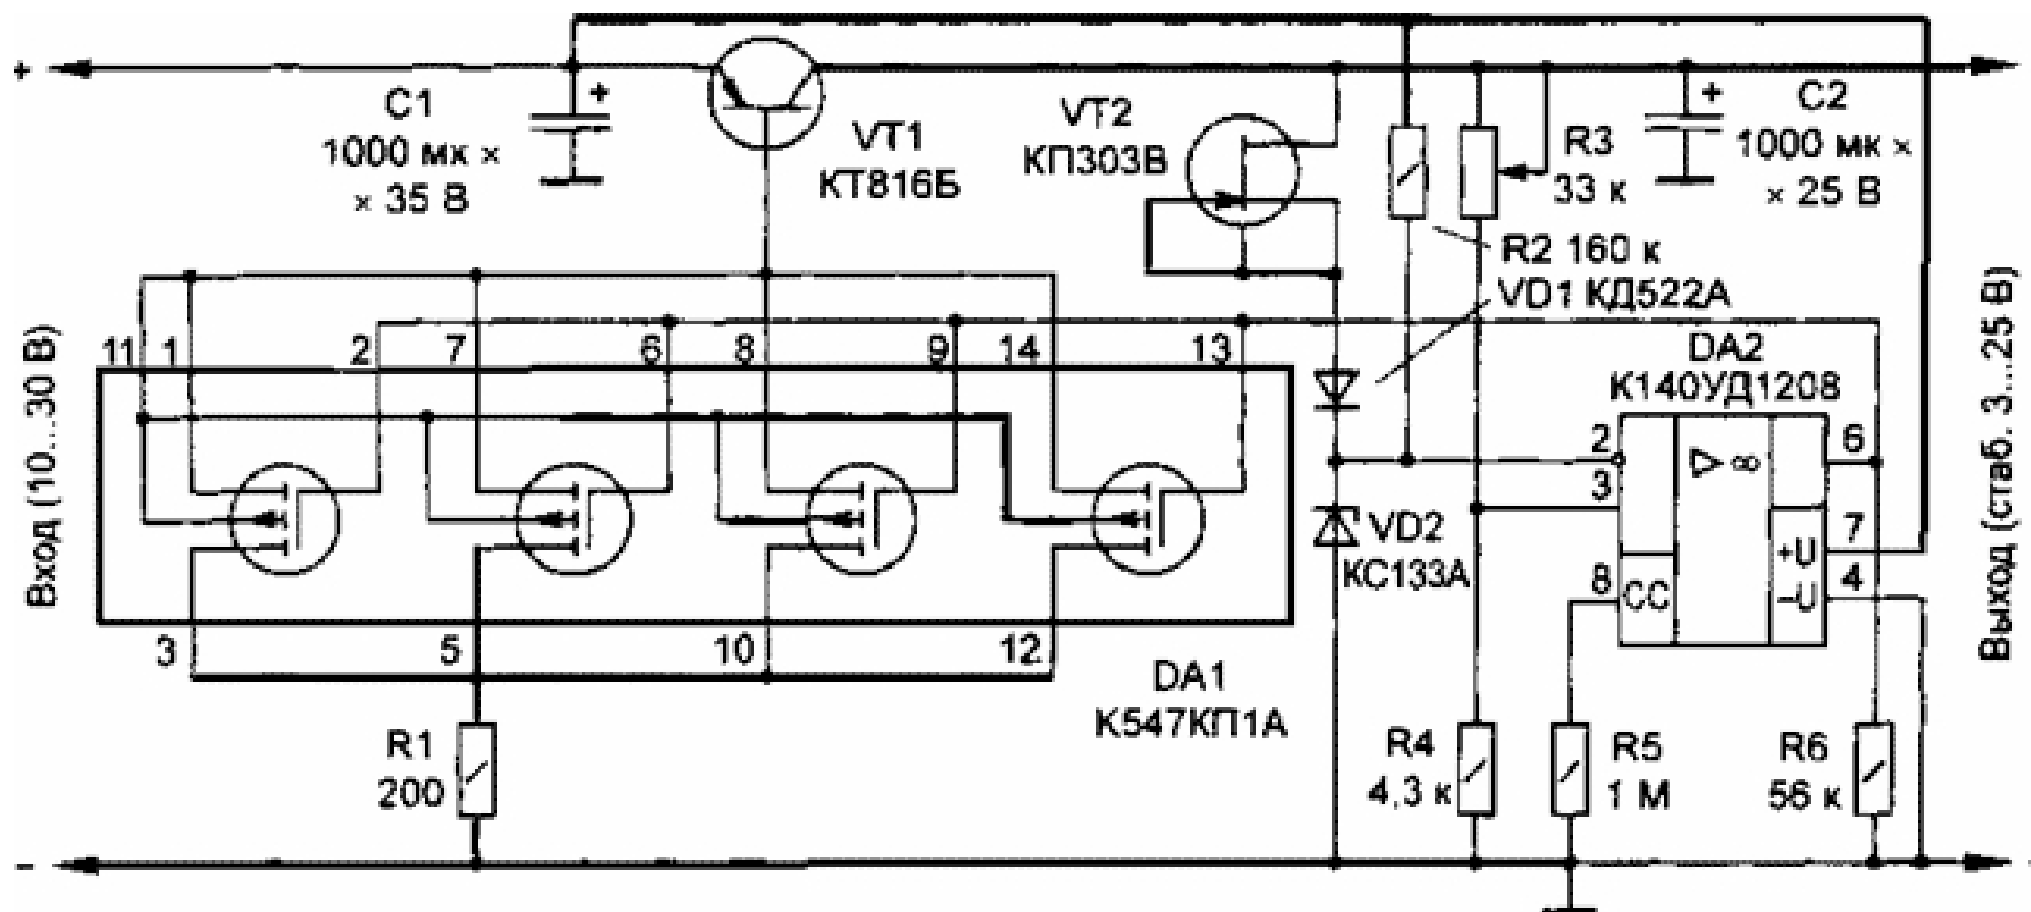 +
C1
1000 мк ×
× 35 В
VT1
КТ816Б
VT2
КП303В
R3
33 к
+
C2
1000 мк ×
× 25 В
+
R2 160 к
VD1 КД522А
Вход (10...30 В)
11 1 2 7 6 8 9 14 13
DA2
К140УД1208
2
3
8
СС
▷ ∞
+U
−U
6
7
4
VD2
КС133А
3 5 10 12
DA1
К547КП1А
R1
200
R4
4,3 к
R5
1 М
R6
56 к
Выход (стаб. 3...25 В)
-